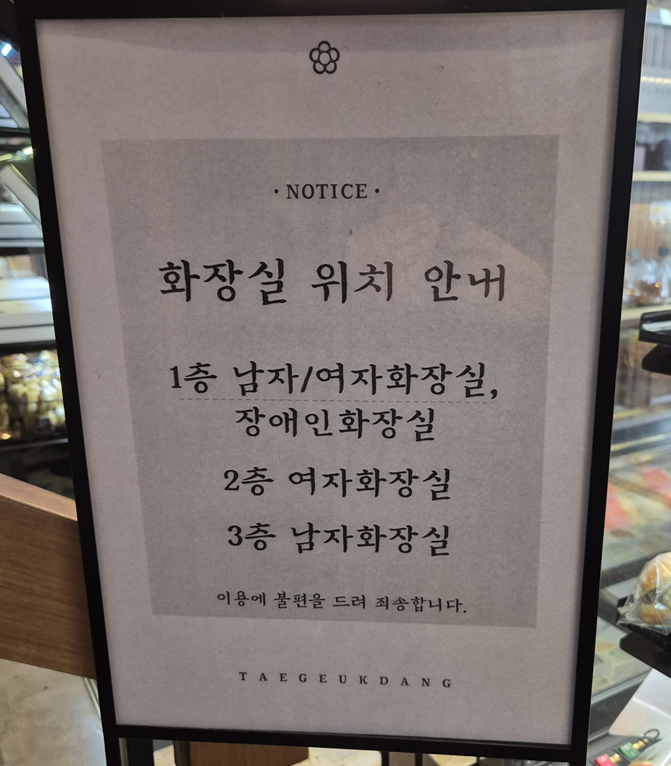 · NOTICE ·
화장실 위치 안내
1층 남자/여자화장실,
장애인화장실
2층 여자화장실
3층 남자화장실
이용에 불편을 드려 죄송합니다.
TAEGEUKDANG